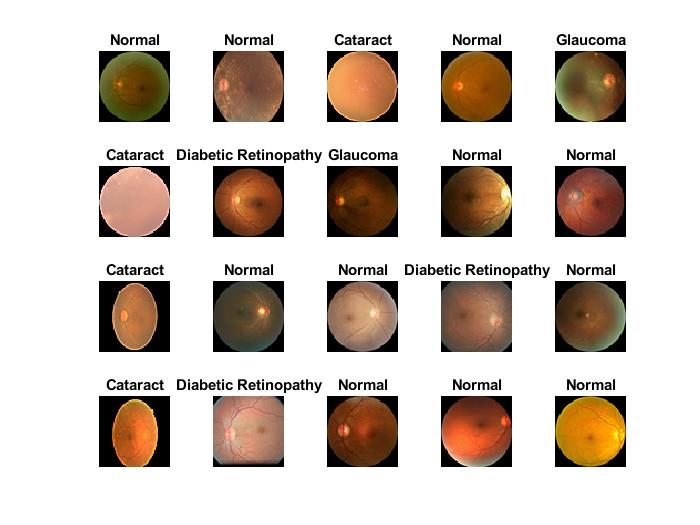 Normal Normal Cataract Normal Glaucoma
Cataract Diabetic Retinopathy Glaucoma Normal Normal
Cataract Normal Normal Diabetic Retinopathy Normal
Cataract Diabetic Retinopathy Normal Normal Normal